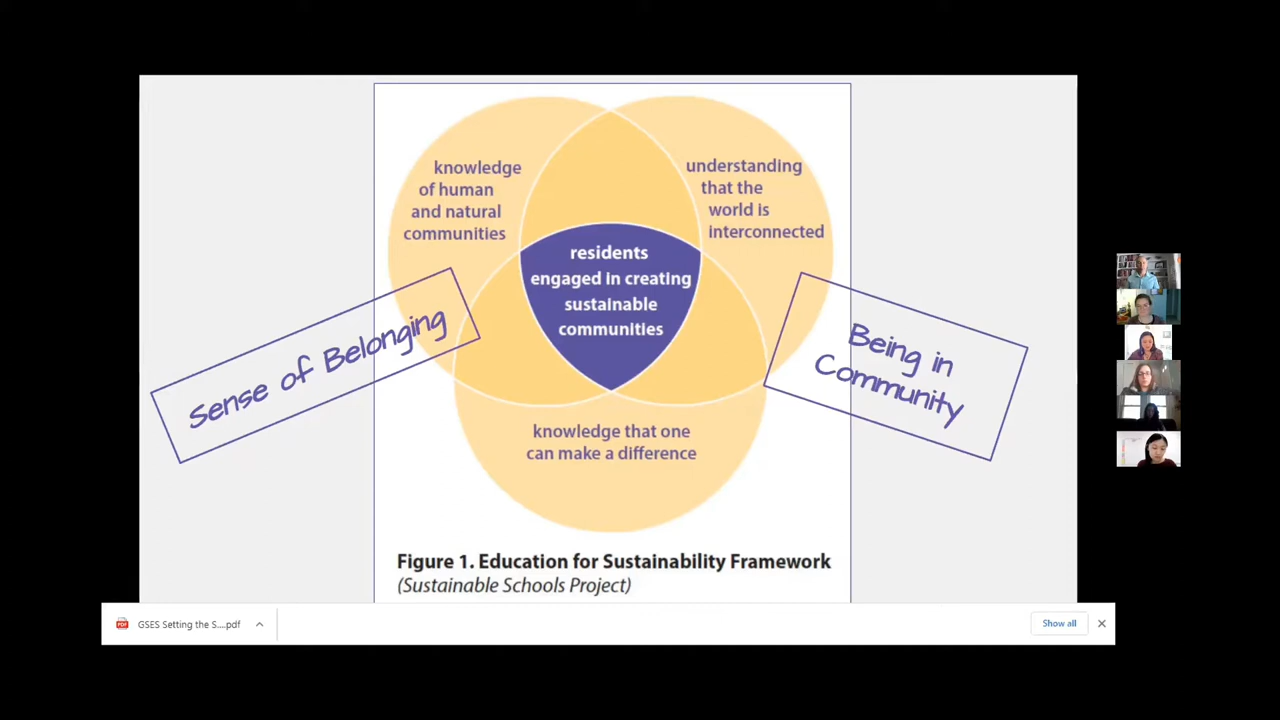 knowledge
of human
and natural
communities
understanding
that the
world is
interconnected
residents
engaged in creating
sustainable
communities
Sense of Belonging
Being in
Community
knowledge that one
can make a difference
Figure 1. Education for Sustainability Framework
(Sustainable Schools Project)
GSES Setting the S....pdf
Show all